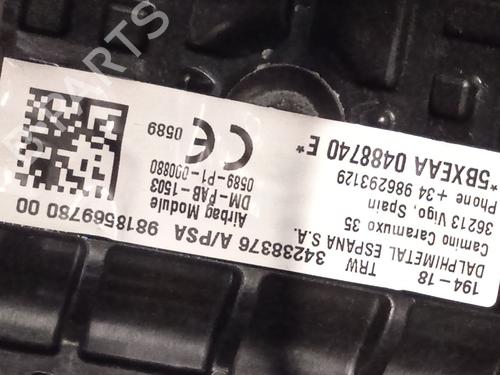 194-18
TRW
DALPHIMETAL ESPANA S.A.
Camino Caramuxo 35
36213 Vigo, Spain
Phone +34 986293129
*5BXEAA 0488740 E*
34238376 A/PSA 9818569780 00
Airbag Module
DM-PAB-1503
0589-P1-000880
CE
0589
B-PARTS